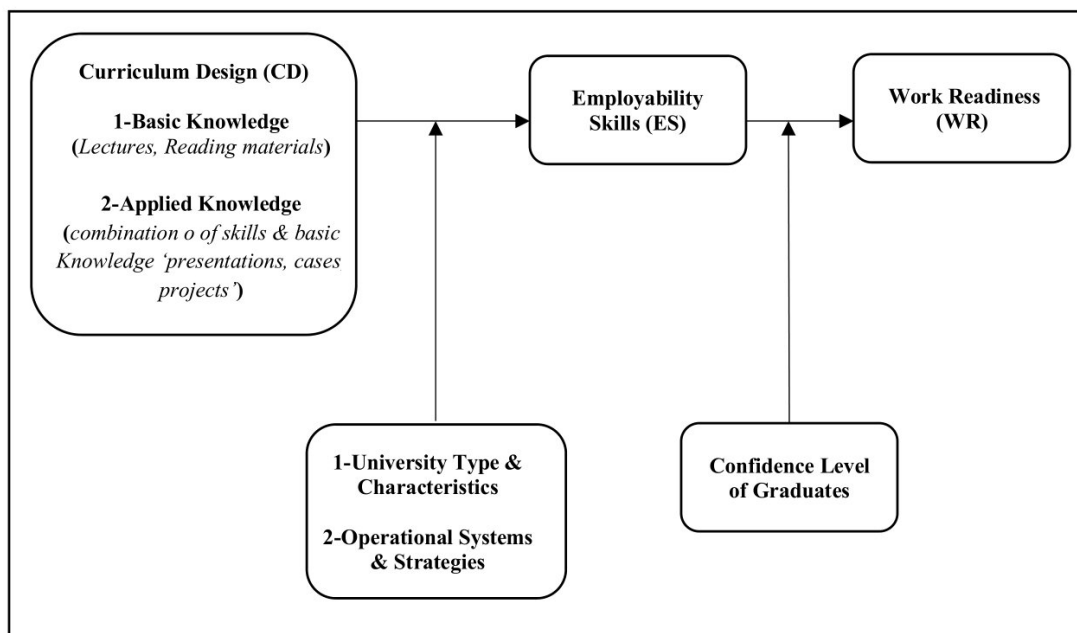 Curriculum Design (CD)
1-Basic Knowledge
(Lectures, Reading materials)
2-Applied Knowledge
(combination o of skills & basic
Knowledge ‘presentations, cases
projects’)
Employability
Skills (ES)
Work Readiness
(WR)
1-University Type &
Characteristics
2-Operational Systems
& Strategies
Confidence Level
of Graduates